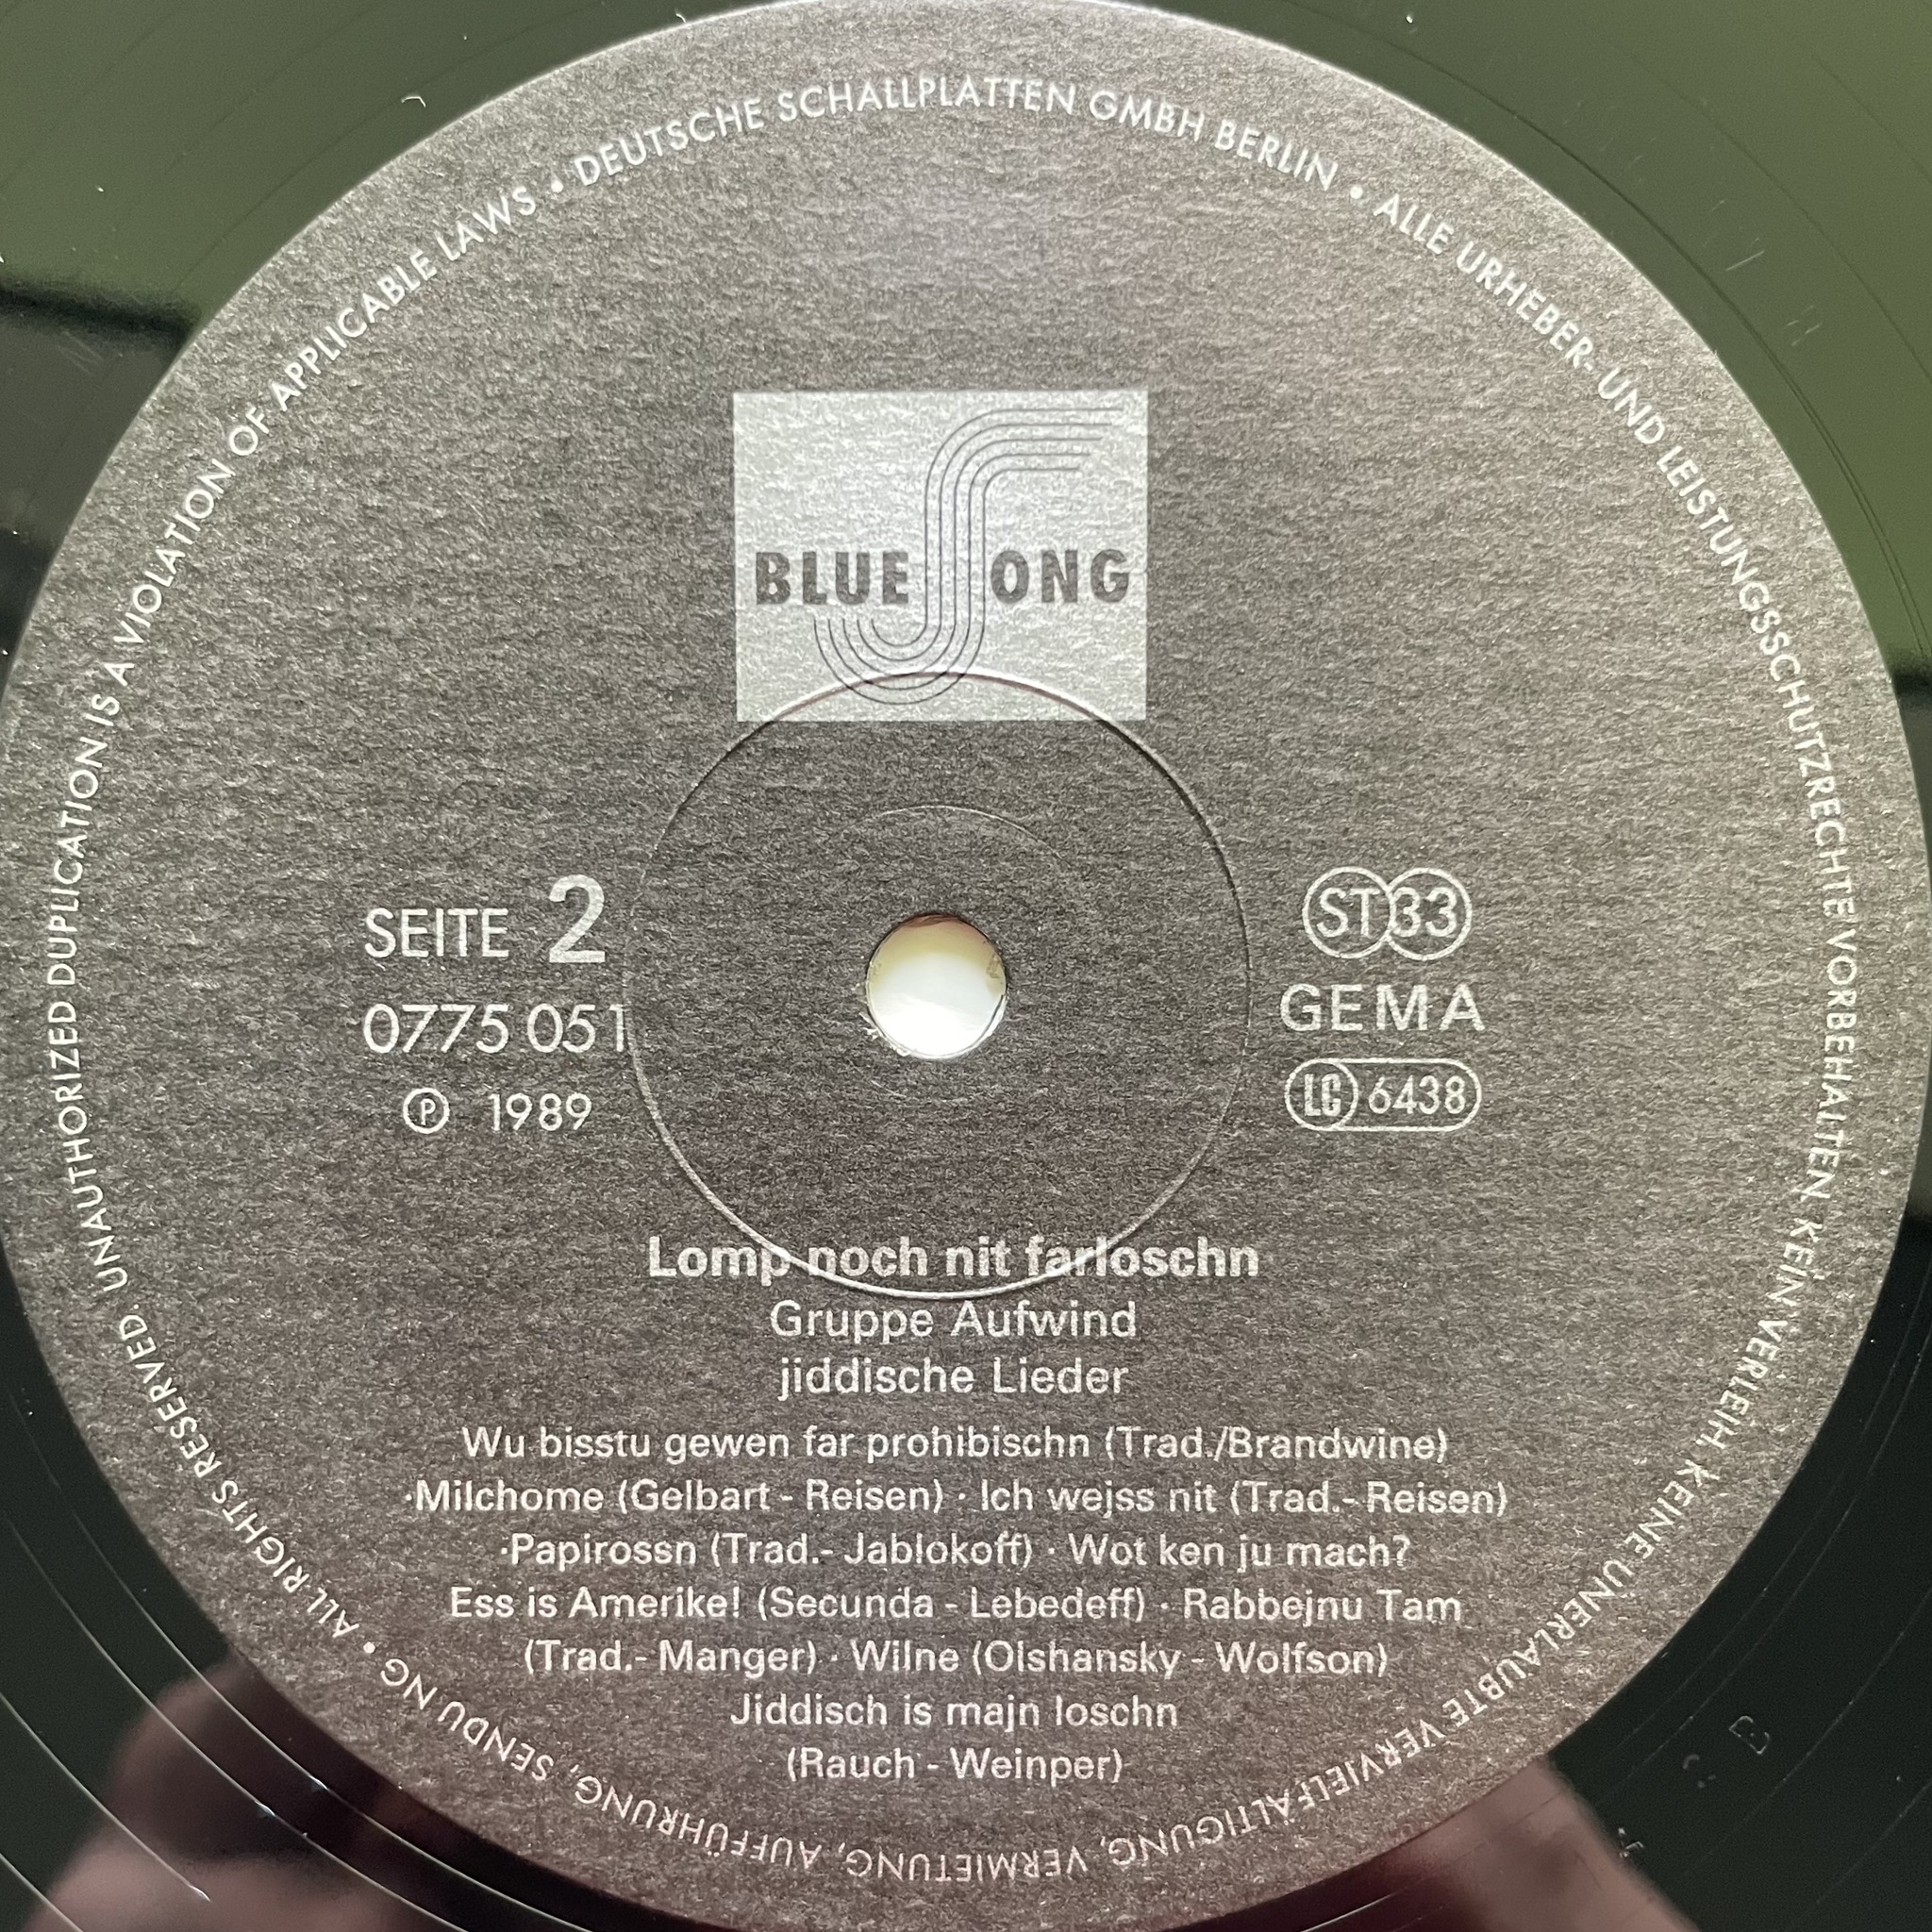 DEUTSCHE SCHALLPLATTEN GMBH BERLIN • ALLE URHEBER- UND LEISTUNGSSCHUTZRECHTE VORBEHALTEN. KEIN VERLEIH, KEINE UNERLAUBTE VERVIELFÄLTIGUNG, VERMIETUNG, AUFFÜHRUNG, SENDU NG • ALL RIGHTS RESERVED. UNAUTHORIZED DUPLICATION IS A VIOLATION OF APPLICABLE LAWS •
BLUE SONG
SEITE 2
0775 051
Ⓟ 1989
ST 33
GEMA
LC 6438
Lomp noch nit farloschn
Gruppe Aufwind
jiddische Lieder
Wu bisstu gewen far prohibischn (Trad./Brandwine)
·Milchome (Gelbart - Reisen) · Ich wejss nit (Trad.- Reisen)
·Papirossn (Trad.- Jablokoff) · Wot ken ju mach?
Ess is Amerike! (Secunda - Lebedeff) · Rabbejnu Tam
(Trad.- Manger) · Wilne (Olshansky - Wolfson)
Jiddisch is majn loschn
(Rauch - Weinper)